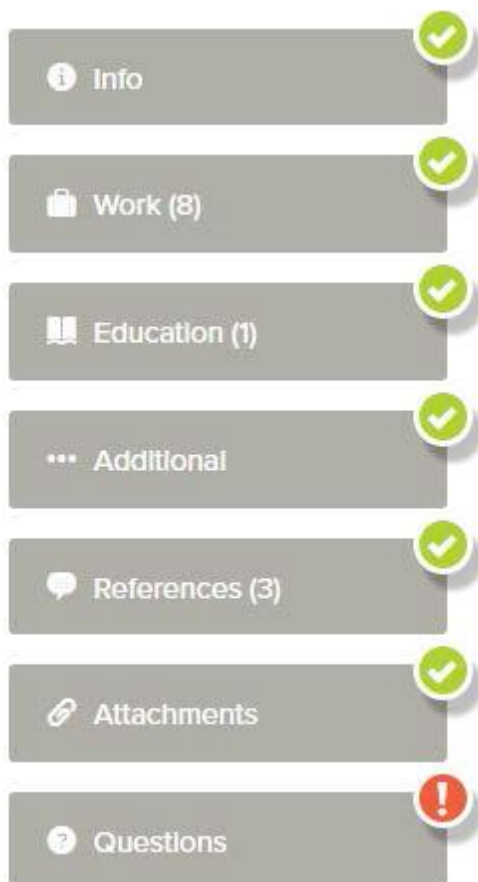 Info
Work (8)
Education (1)
Additional
References (3)
Attachments
Questions